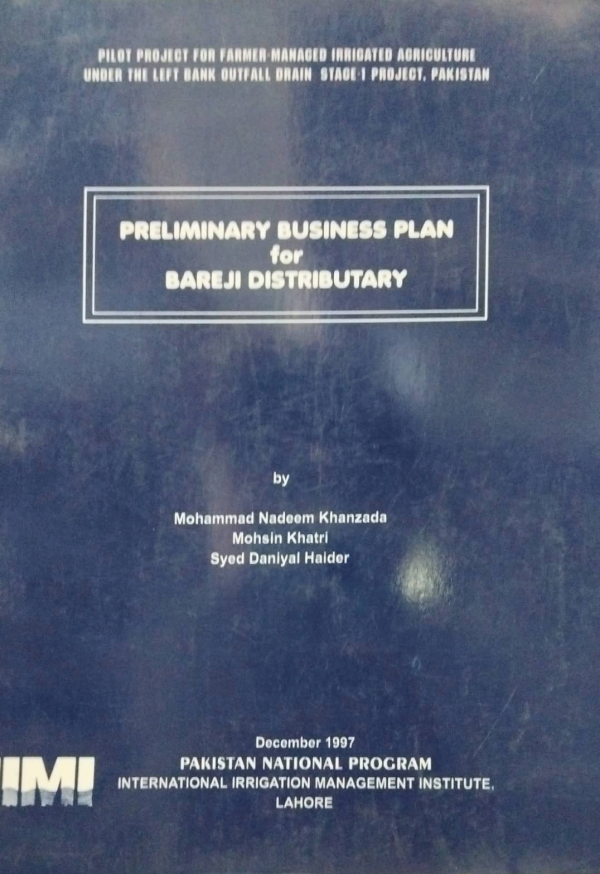 PILOT PROJECT FOR FARMER-MANAGED IRRIGATED AGRICULTURE
UNDER THE LEFT BANK OUTFALL DRAIN STAGE-I PROJECT, PAKISTAN
PRELIMINARY BUSINESS PLAN
for
BAREJI DISTRIBUTARY
by
Mohammad Nadeem Khanzada
Mohsin Khatri
Syed Daniyal Haider
December 1997
PAKISTAN NATIONAL PROGRAM
INTERNATIONAL IRRIGATION MANAGEMENT INSTITUTE,
LAHORE
IIMI